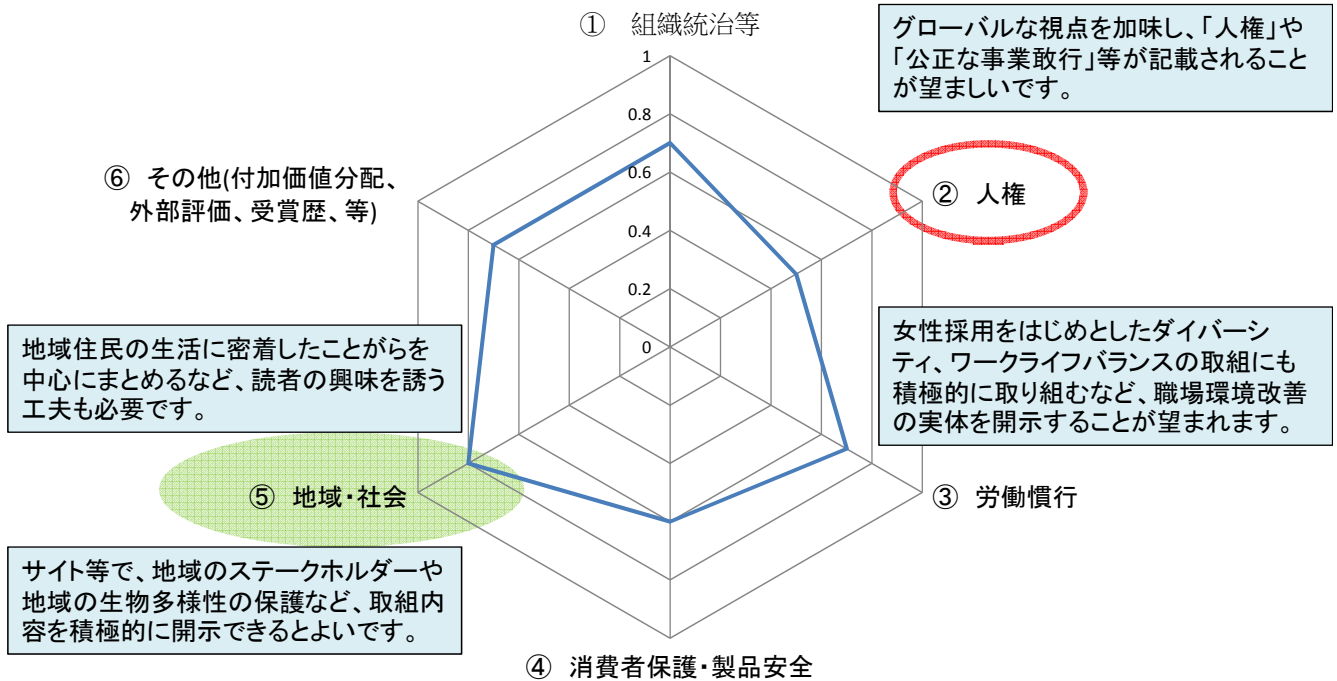 ① 組織統治等
グローバルな視点を加味し、「人権」や
「公正な事業敢行」等が記載されること
が望ましいです。
1
0.8
0.6
0.4
0.2
0
⑥ その他(付加価値分配、
外部評価、受賞歴、等)
② 人権
地域住民の生活に密着したことがらを
中心にまとめるなど、読者の興味を誘う
工夫も必要です。
女性採用をはじめとしたダイバーシ
ティ、ワークライフバランスの取組にも
積極的に取り組むなど、職場環境改善
の実体を開示することが望まれます。
⑤ 地域・社会
③ 労働慣行
サイト等で、地域のステークホルダーや
地域の生物多様性の保護など、取組内
容を積極的に開示できるとよいです。
④ 消費者保護・製品安全